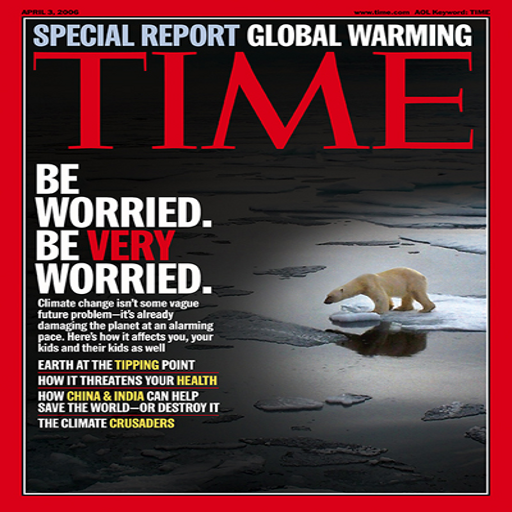 APRIL 3, 2006 www.time.com AOL Keyword: TIME
SPECIAL REPORT GLOBAL WARMING
TIME
BE
WORRIED.
BE VERY
WORRIED.
Climate change isn't some vague
future problem—it's already
damaging the planet at an alarming
pace. Here's how it affects you, your
kids and their kids as well
EARTH AT THE TIPPING POINT
HOW IT THREATENS YOUR HEALTH
HOW CHINA & INDIA CAN HELP
SAVE THE WORLD—OR DESTROY IT
THE CLIMATE CRUSADERS